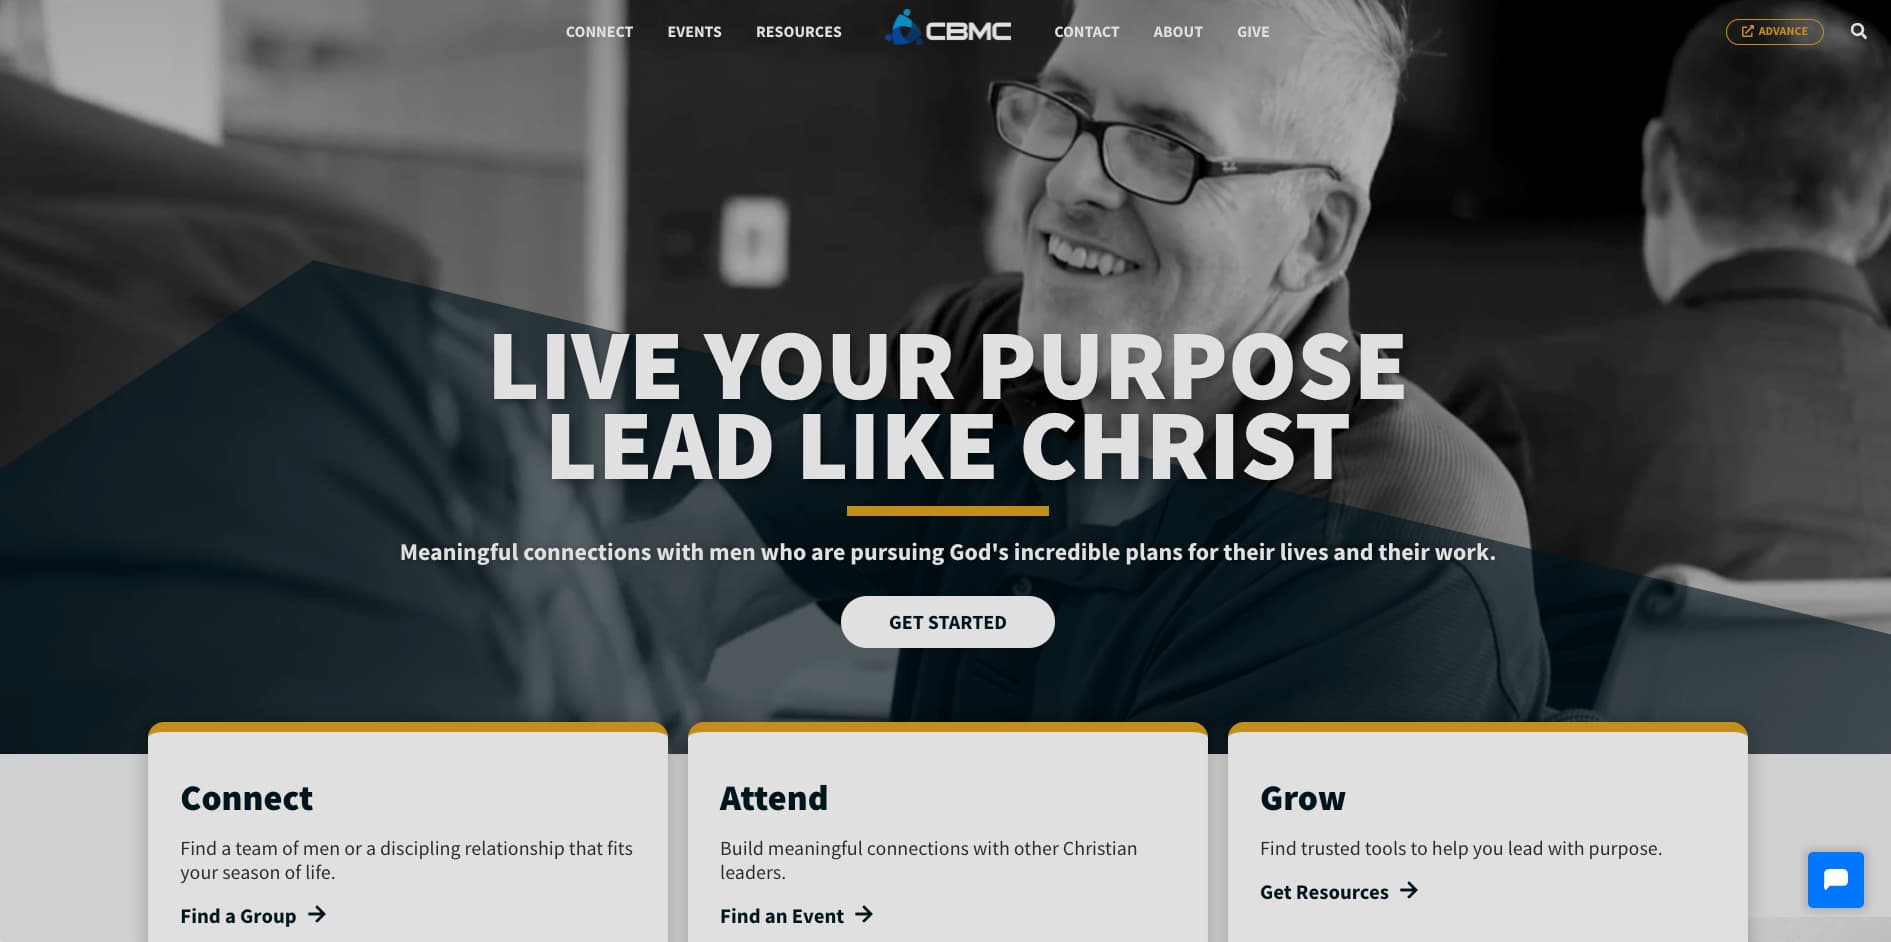 CONNECT EVENTS RESOURCES CBMC CONTACT ABOUT GIVE ADVANCE
LIVE YOUR PURPOSE
LEAD LIKE CHRIST
Meaningful connections with men who are pursuing God's incredible plans for their lives and their work.
GET STARTED
Connect
Find a team of men or a discipling relationship that fits
your season of life.
Find a Group
Attend
Build meaningful connections with other Christian
leaders.
Find an Event
Grow
Find trusted tools to help you lead with purpose.
Get Resources